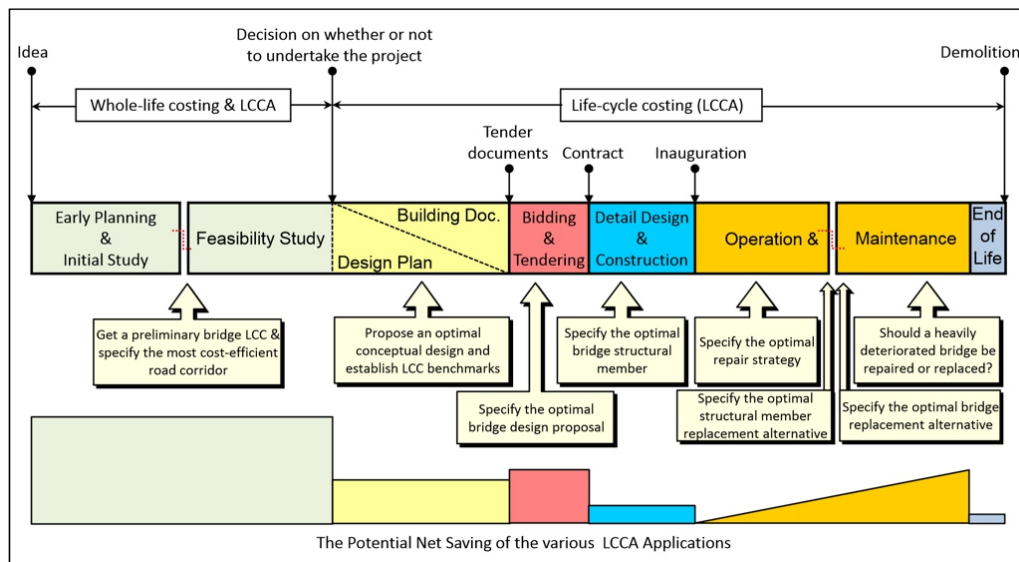 Idea
Decision on whether or not
to undertake the project
Demolition
Whole-life costing & LCCA
Life-cycle costing (LCCA)
Tender
documents
Contract
Inauguration
Early Planning
&
Initial Study
Feasibility Study
Building Doc.
Design Plan
Bidding
&
Tendering
Detail Design
&
Construction
Operation &
Maintenance
End
of
Life
Get a preliminary bridge LCC &
specify the most cost-efficient
road corridor
Propose an optimal
conceptual design and
establish LCC benchmarks
Specify the optimal
bridge design proposal
Specify the optimal
bridge structural
member
Specify the optimal
repair strategy
Specify the optimal
structural member
replacement alternative
Should a heavily
deteriorated bridge be
repaired or replaced?
Specify the optimal bridge
replacement alternative
The Potential Net Saving of the various LCCA Applications